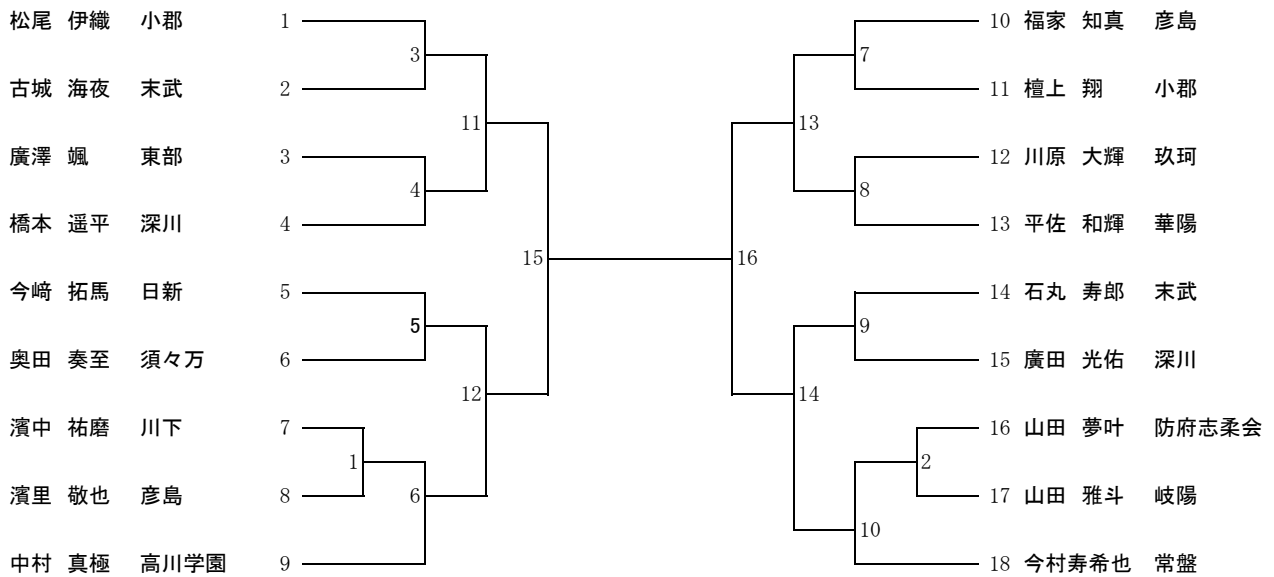 松尾 伊織 小郡 1
3
古城 海夜 末武 2
11
廣澤 颯 東部 3
4
橋本 遥平 深川 4
15
今﨑 拓馬 日新 5
5
奥田 奏至 須々万 6
12
濱中 祐磨 川下 7
1
6
濱里 敬也 彦島 8
中村 真極 高川学園 9
10 福家 知真 彦島
7
11 檀上 翔 小郡
13
12 川原 大輝 玖珂
8
13 平佐 和輝 華陽
16
14 石丸 寿郎 末武
9
15 廣田 光佑 深川
14
16 山田 夢叶 防府志柔会
2
17 山田 雅斗 岐陽
10
18 今村寿希也 常盤